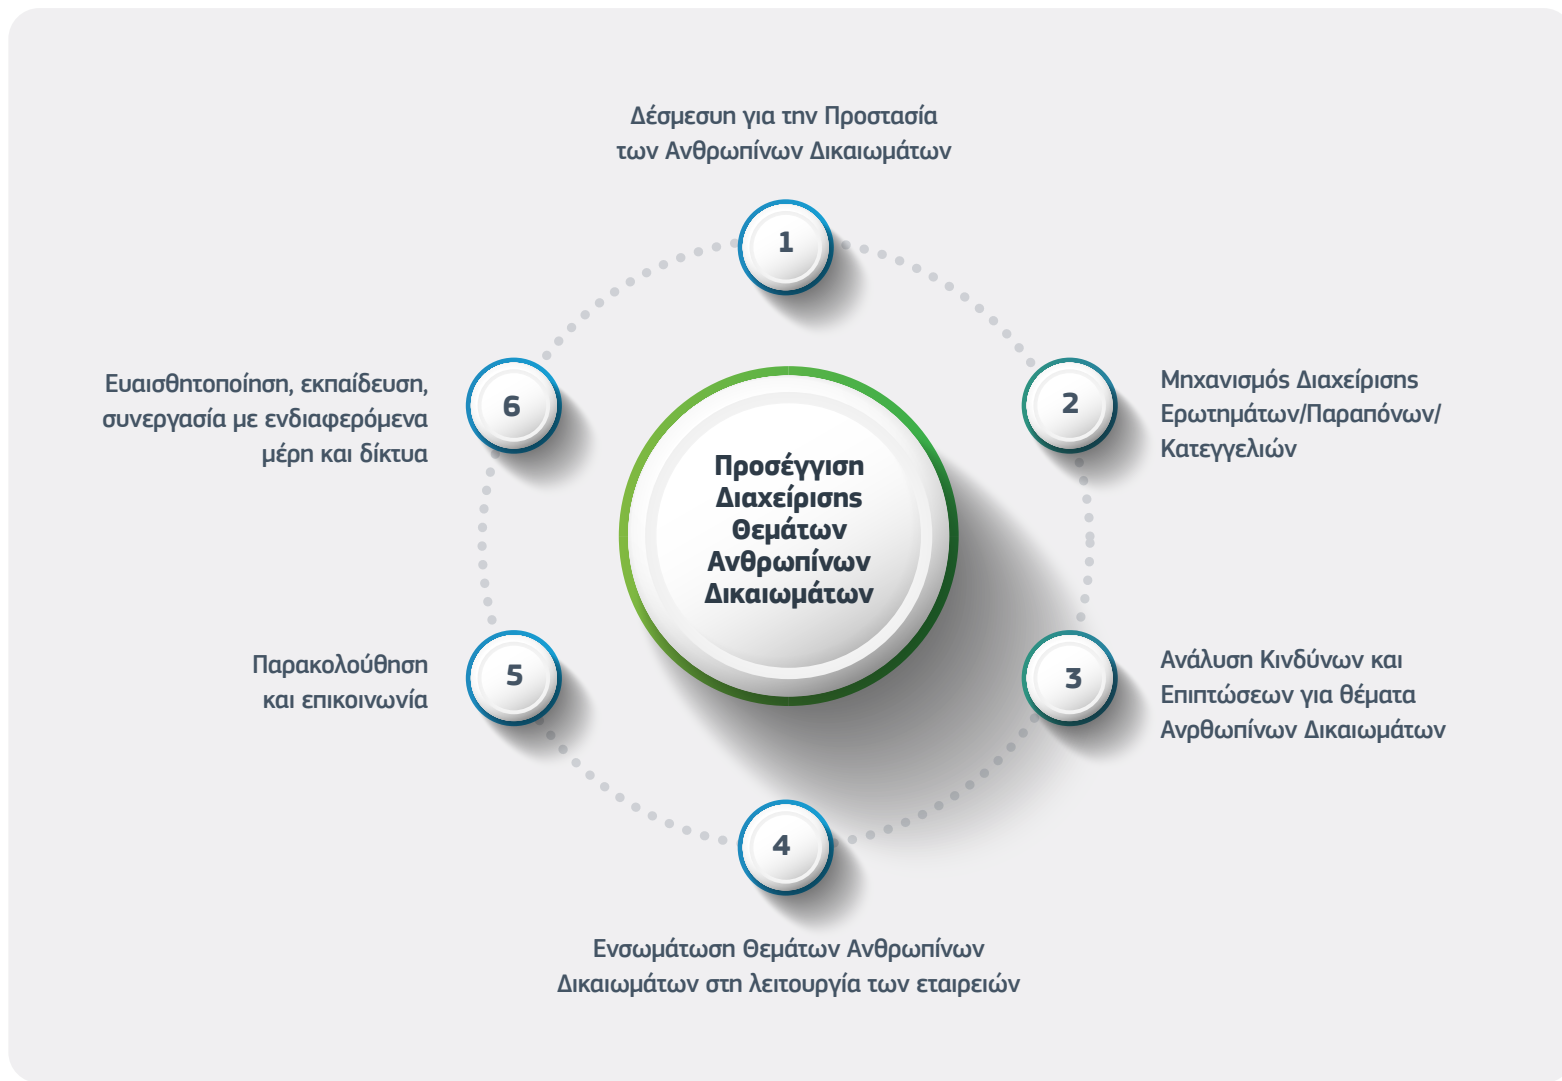 Δέσμεσυη για την Προστασία
των Ανθρωπίνων Δικαιωμάτων
1
2
Μηχανισμός Διαχείρισης
Ερωτημάτων/Παραπόνων/
Κατεγγελιών
3
Ανάλυση Κινδύνων και
Επιπτώσεων για θέματα
Ανρθωπίνων Δικαιωμάτων
4
Ενσωμάτωση Θεμάτων Ανθρωπίνων
Δικαιωμάτων στη λειτουργία των εταιρειών
5
Παρακολούθηση
και επικοινωνία
6
Ευαισθητοποίηση, εκπαίδευση,
συνεργασία με ενδιαφερόμενα
μέρη και δίκτυα
Προσέγγιση
Διαχείρισης
Θεμάτων
Ανθρωπίνων
Δικαιωμάτων